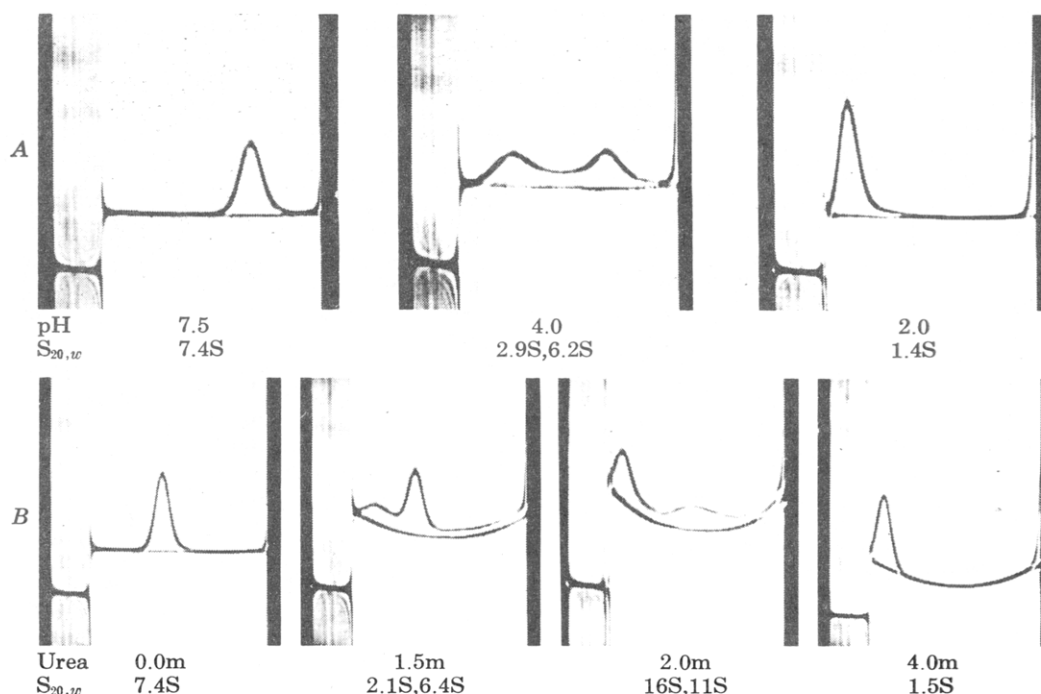 A
pH 7.5 4.0 2.0
S20,w 7.4S 2.9S,6.2S 1.4S
B
Urea 0.0m 1.5m 2.0m 4.0m
S20,w 7.4S 2.1S,6.4S 16S,11S 1.5S